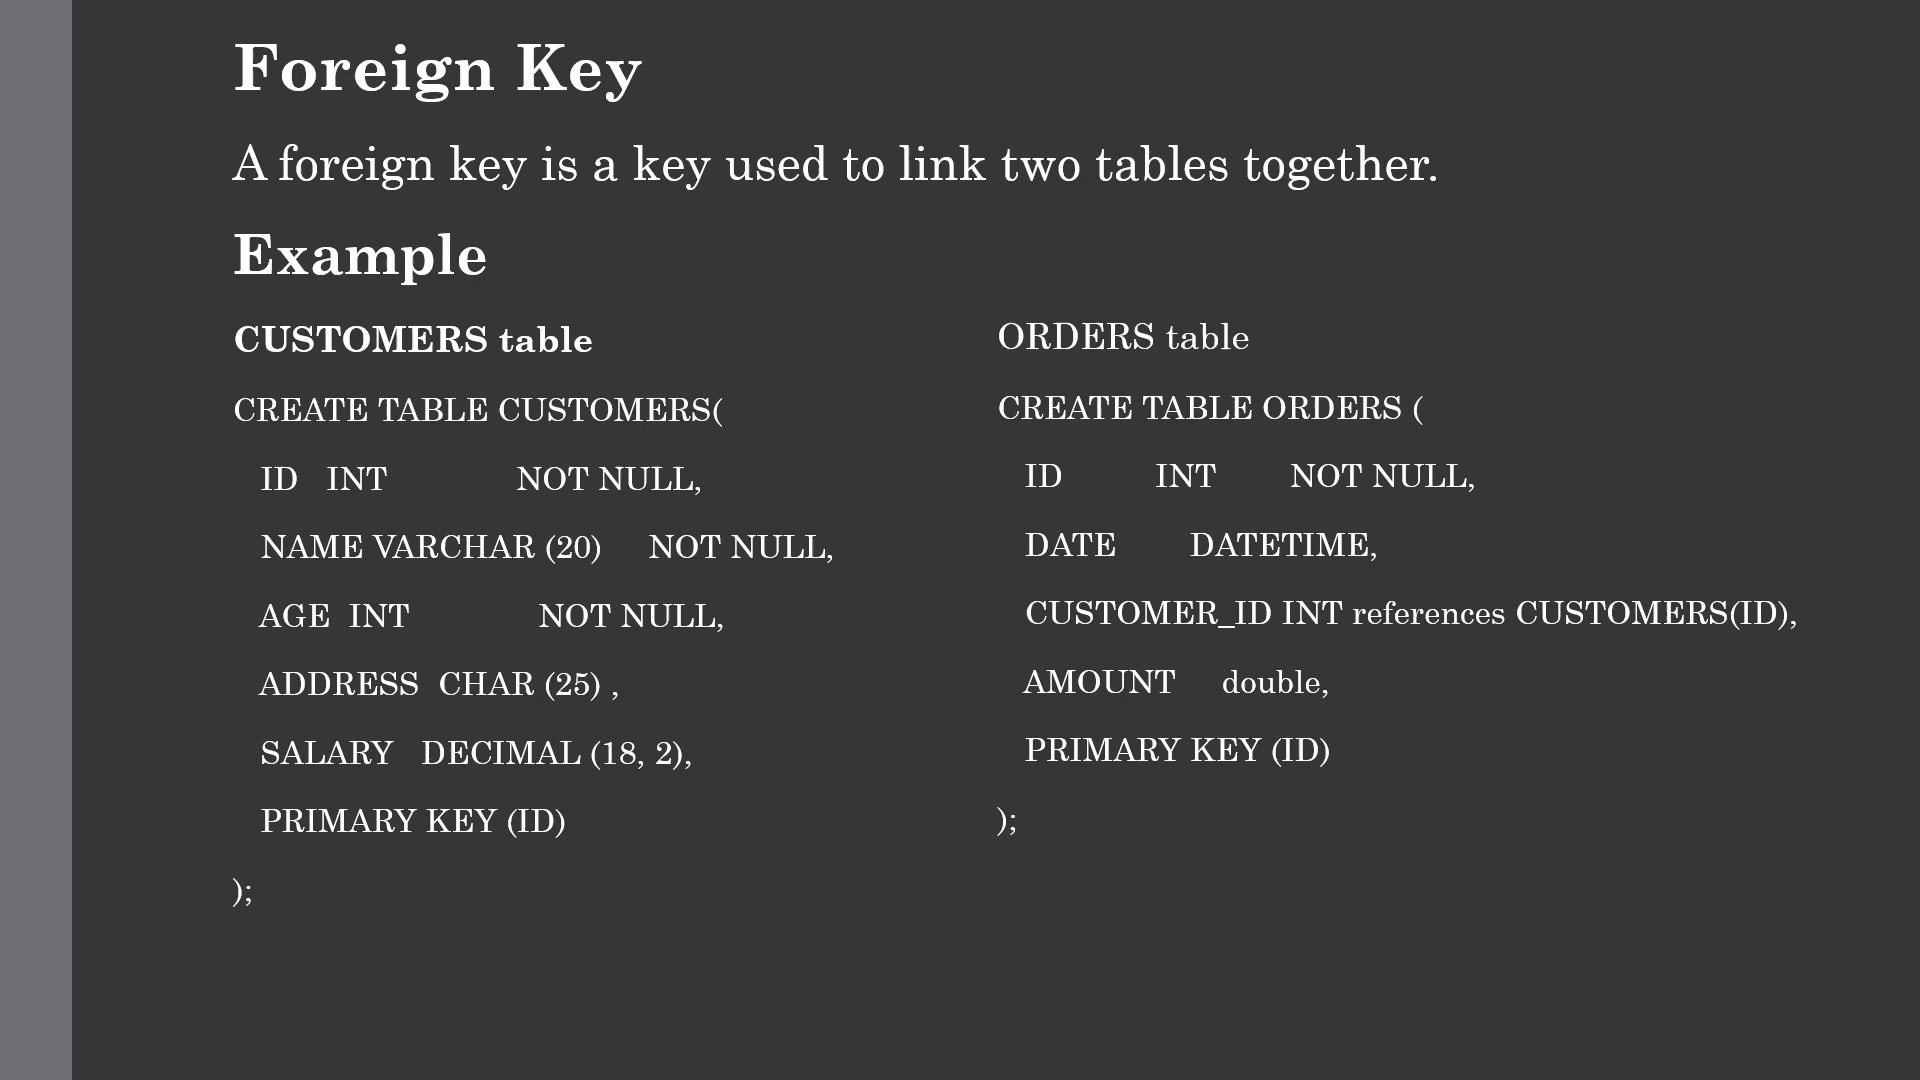 Foreign Key
A foreign key is a key used to link two tables together.
Example
CUSTOMERS table
CREATE TABLE CUSTOMERS(
ID INT NOT NULL,
NAME VARCHAR (20) NOT NULL,
AGE INT NOT NULL,
ADDRESS CHAR (25) ,
SALARY DECIMAL (18, 2),
PRIMARY KEY (ID)
);
ORDERS table
CREATE TABLE ORDERS (
ID INT NOT NULL,
DATE DATETIME,
CUSTOMER_ID INT references CUSTOMERS(ID),
AMOUNT double,
PRIMARY KEY (ID)
);